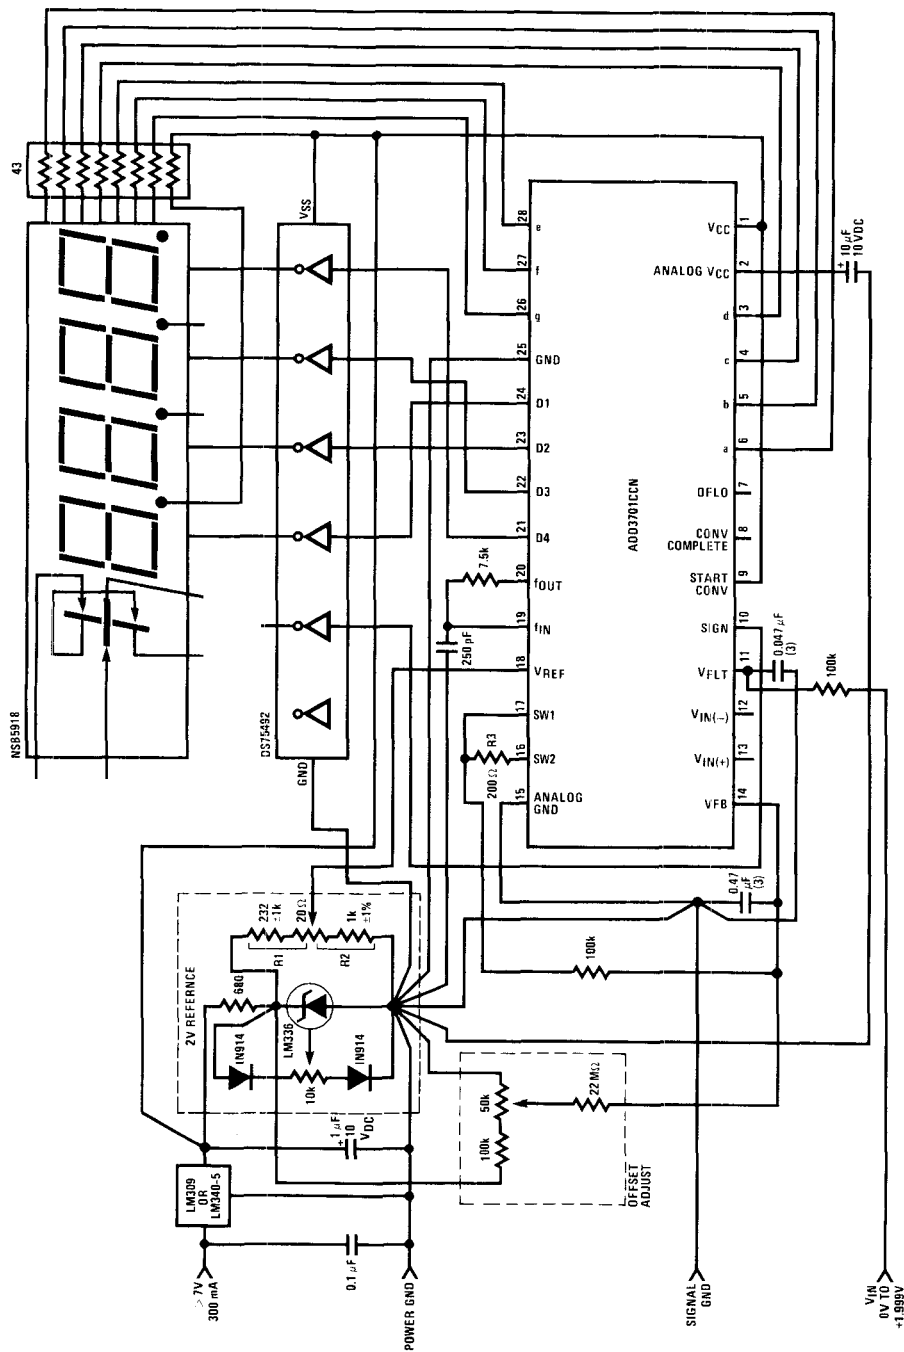 43
NSB5918
VSS
DS75492
GND
28
e
27
f
26
g
25
GND
24
D1
23
D2
22
D3
21
D4
20
fOUT
7.5k
19
fIN
250 pF
18
VREF
17
SW1
16
SW2
R3
200Ω
15
ANALOG
GND
ADD3701CCN
VCC
1
ANALOG VCC
2
+ 10 µF
10 VDC
d
3
c
4
b
5
a
6
OFLO
7
CONV
COMPLETE
8
START
CONV
9
SIGN
10
VFLT
11
0.047 µF
(3)
100k
VIN(−)
12
VIN(+)
13
VFB
14
0.47
µF
(3)
100k
2V REFERNCE
232
±1k
20Ω
1k
±1%
R1
R2
680
LM336
IN914
10k
IN914
+ 1 µF
10
VDC
LM309
OR
LM340-5
> 7V
300 mA
0.1 µF
POWER GND
50k
100k
22 MΩ
OFFSET
ADJUST
SIGNAL
GND
VIN
0V TO
+1.999V